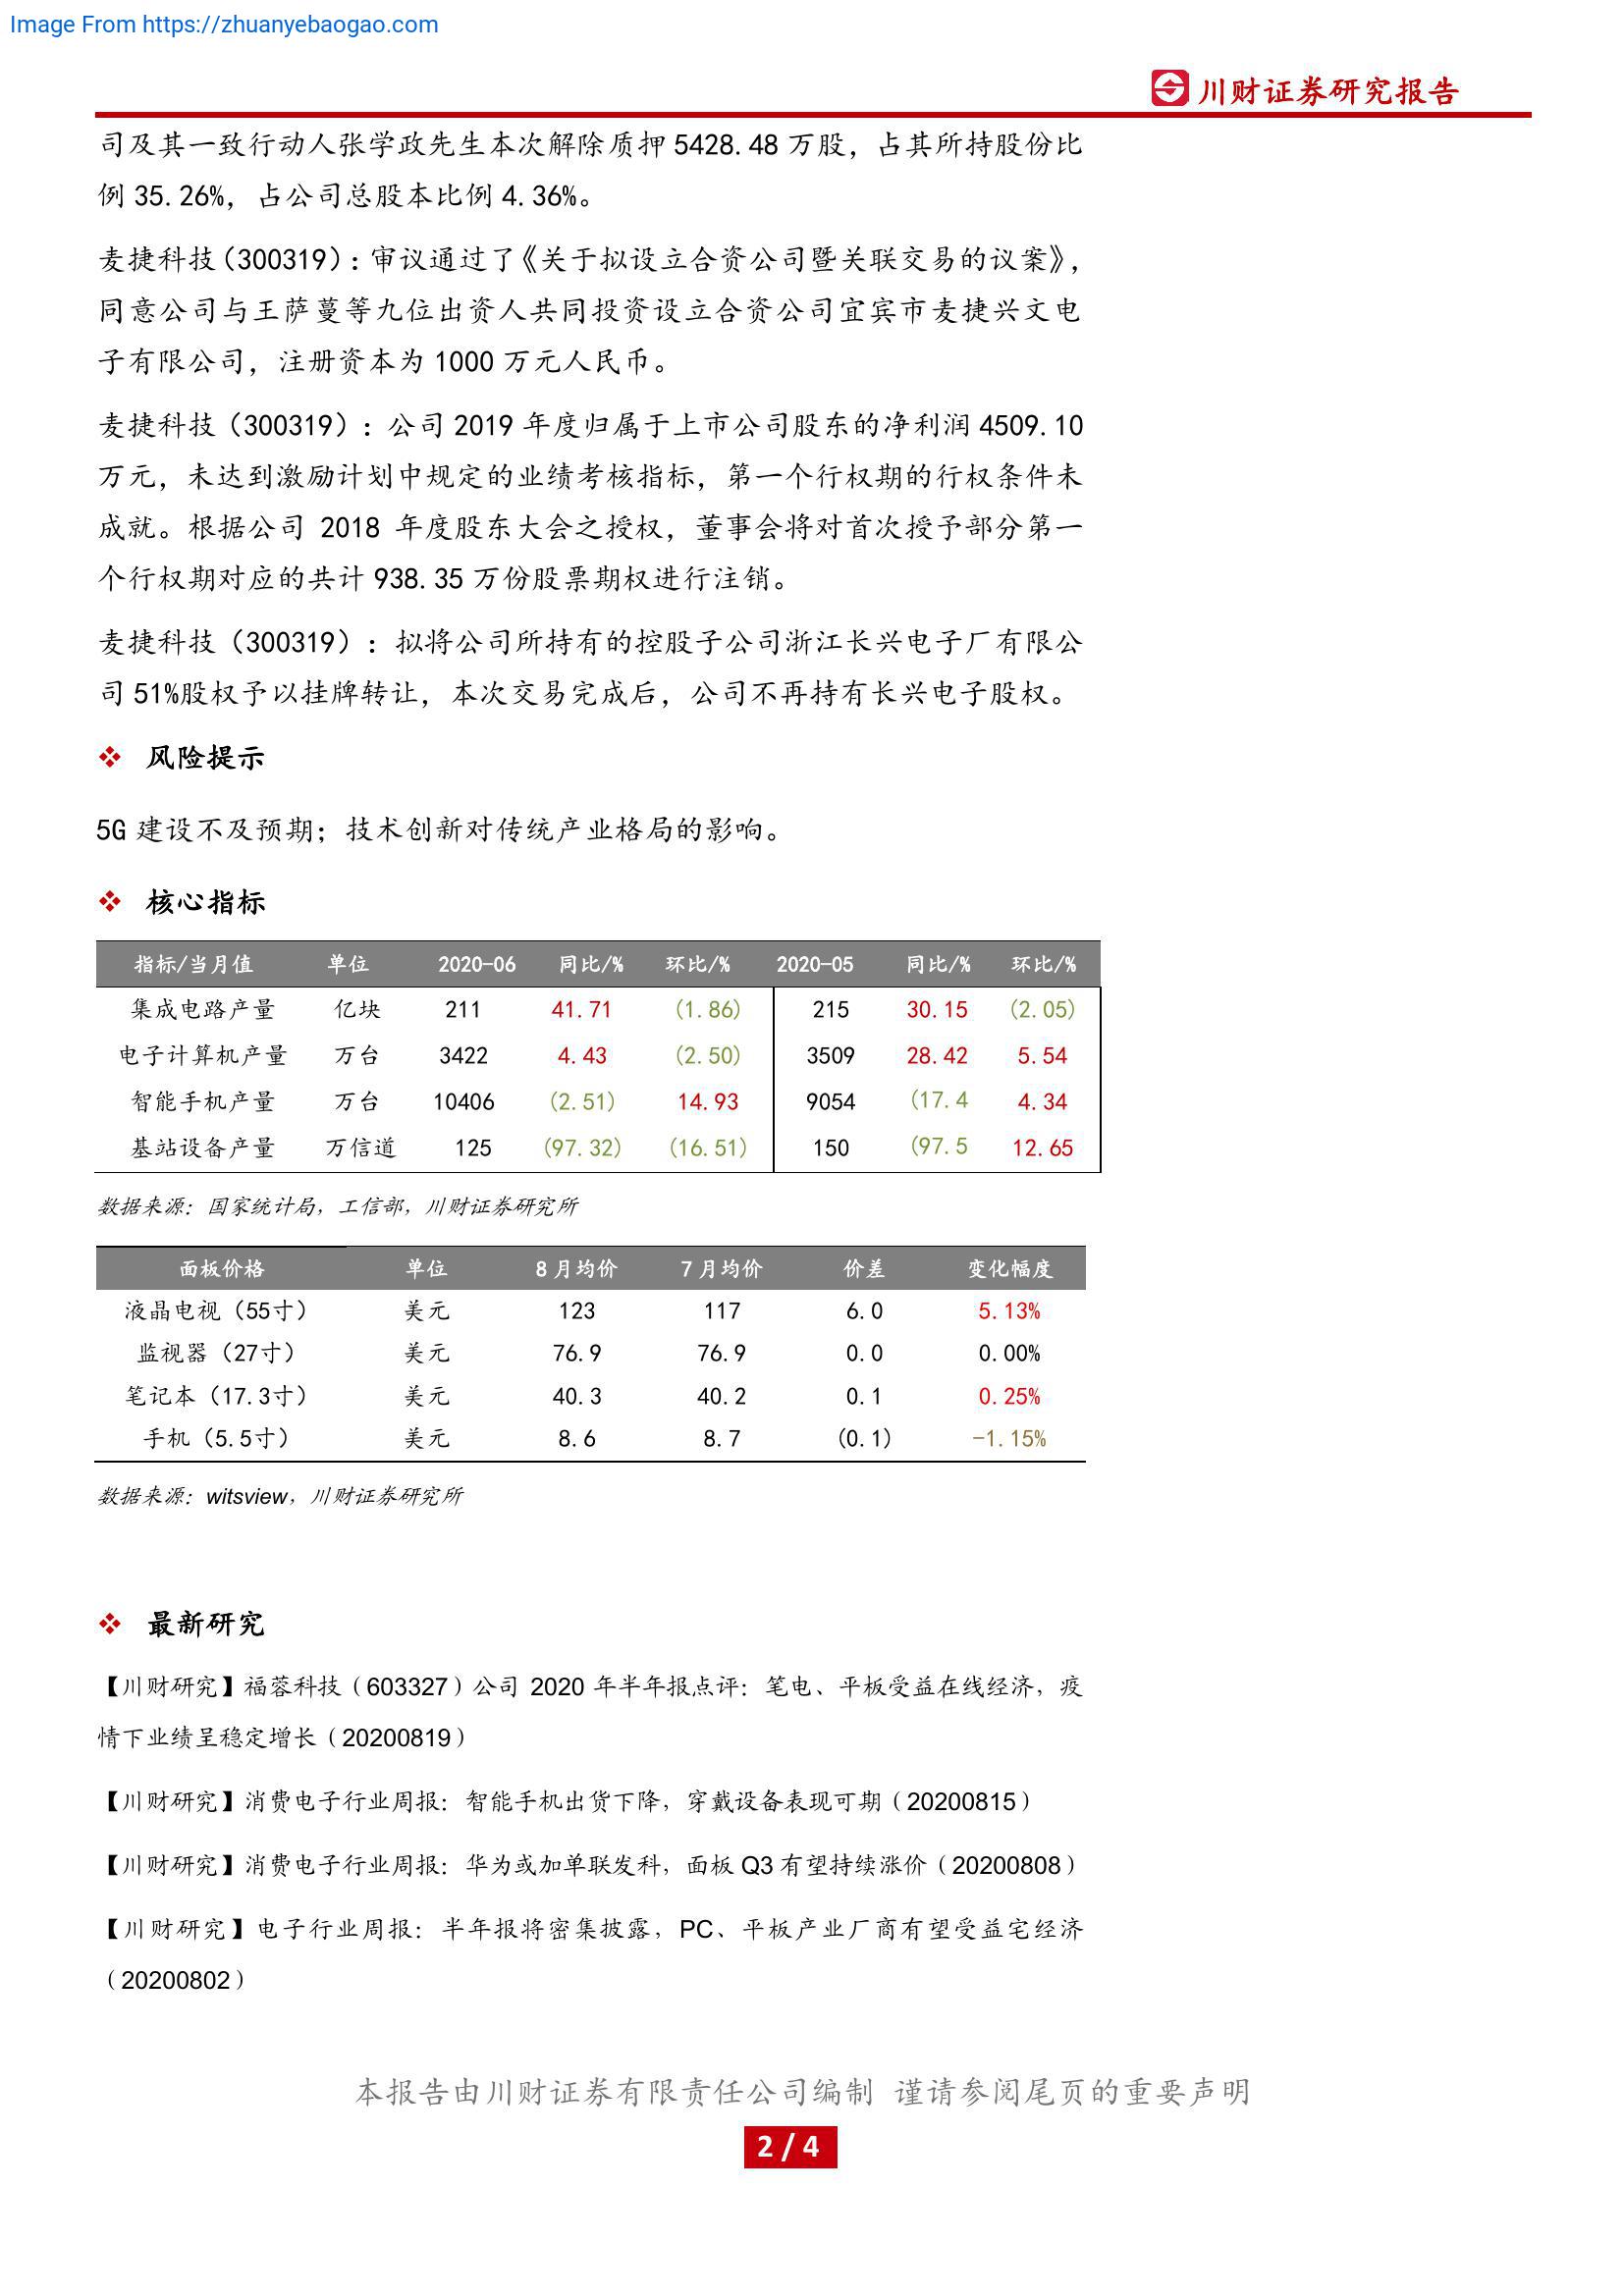 Image From https://zhuanyebaogao.com
川财证券研究报告
司及其一致行动人张学政先生本次解除质押 5428.48 万股，占其所持股份比
例 35.26%，占公司总股本比例 4.36%。
麦捷科技（300319）：审议通过了《关于拟设立合资公司暨关联交易的议案》，
同意公司与王萨蔓等九位出资人共同投资设立合资公司宜宾市麦捷兴文电
子有限公司，注册资本为 1000 万元人民币。
麦捷科技（300319）：公司 2019 年度归属于上市公司股东的净利润 4509.10
万元，未达到激励计划中规定的业绩考核指标，第一个行权期的行权条件未
成就。根据公司 2018 年度股东大会之授权，董事会将对首次授予部分第一
个行权期对应的共计 938.35 万份股票期权进行注销。
麦捷科技（300319）：拟将公司所持有的控股子公司浙江长兴电子厂有限公
司 51%股权予以挂牌转让，本次交易完成后，公司不再持有长兴电子股权。
❖ 风险提示
5G 建设不及预期；技术创新对传统产业格局的影响。
❖ 核心指标
指标/当月值 单位 2020-06 同比/% 环比/% 2020-05 同比/% 环比/%
集成电路产量 亿块 211 41.71 (1.86) 215 30.15 (2.05)
电子计算机产量 万台 3422 4.43 (2.50) 3509 28.42 5.54
智能手机产量 万台 10406 (2.51) 14.93 9054 (17.4 4.34
基站设备产量 万信道 125 (97.32) (16.51) 150 (97.5 12.65
数据来源：国家统计局，工信部，川财证券研究所
面板价格 单位 8 月均价 7 月均价 价差 变化幅度
液晶电视（55寸） 美元 123 117 6.0 5.13%
监视器（27寸） 美元 76.9 76.9 0.0 0.00%
笔记本（17.3寸） 美元 40.3 40.2 0.1 0.25%
手机（5.5寸） 美元 8.6 8.7 (0.1) -1.15%
数据来源：witsview，川财证券研究所
❖ 最新研究
【川财研究】福蓉科技（603327）公司 2020 年半年报点评：笔电、平板受益在线经济，疫
情下业绩呈稳定增长（20200819）
【川财研究】消费电子行业周报：智能手机出货下降，穿戴设备表现可期（20200815）
【川财研究】消费电子行业周报：华为或加单联发科，面板 Q3 有望持续涨价（20200808）
【川财研究】电子行业周报：半年报将密集披露，PC、平板产业厂商有望受益宅经济
（20200802）
本报告由川财证券有限责任公司编制 谨请参阅尾页的重要声明
2 / 4